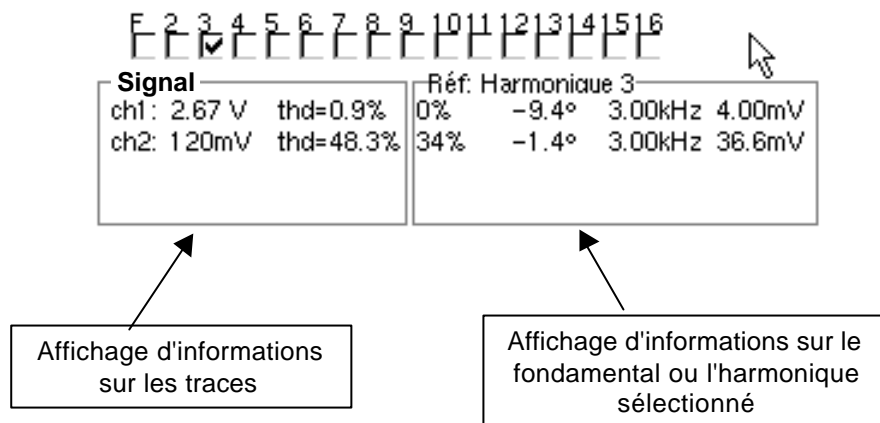 F 2 3 4 5 6 7 8 9 10 11 12 13 14 15 16
Signal
ch1: 2.67 V thd=0.9%
ch2: 120mV thd=48.3%
Réf: Harmonique 3
0% -9.4° 3.00kHz 4.00mV
34% -1.4° 3.00kHz 36.6mV
Affichage d'informations
sur les traces
Affichage d'informations sur le
fondamental ou l'harmonique
sélectionné